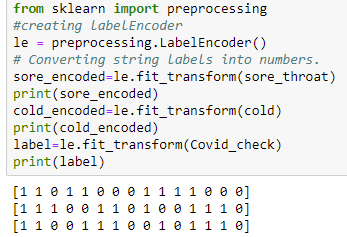 from sklearn import preprocessing
#creating labelEncoder
le = preprocessing.LabelEncoder()
# Converting string labels into numbers.
sore_encoded=le.fit_transform(sore_throat)
print(sore_encoded)
cold_encoded=le.fit_transform(cold)
print(cold_encoded)
label=le.fit_transform(Covid_check)
print(label)
[1 1 0 1 1 0 0 0 1 1 1 1 0 0 0]
[1 1 1 0 0 1 1 0 1 0 0 1 1 1 0]
[1 1 0 0 1 1 1 0 0 1 0 1 1 1 0]